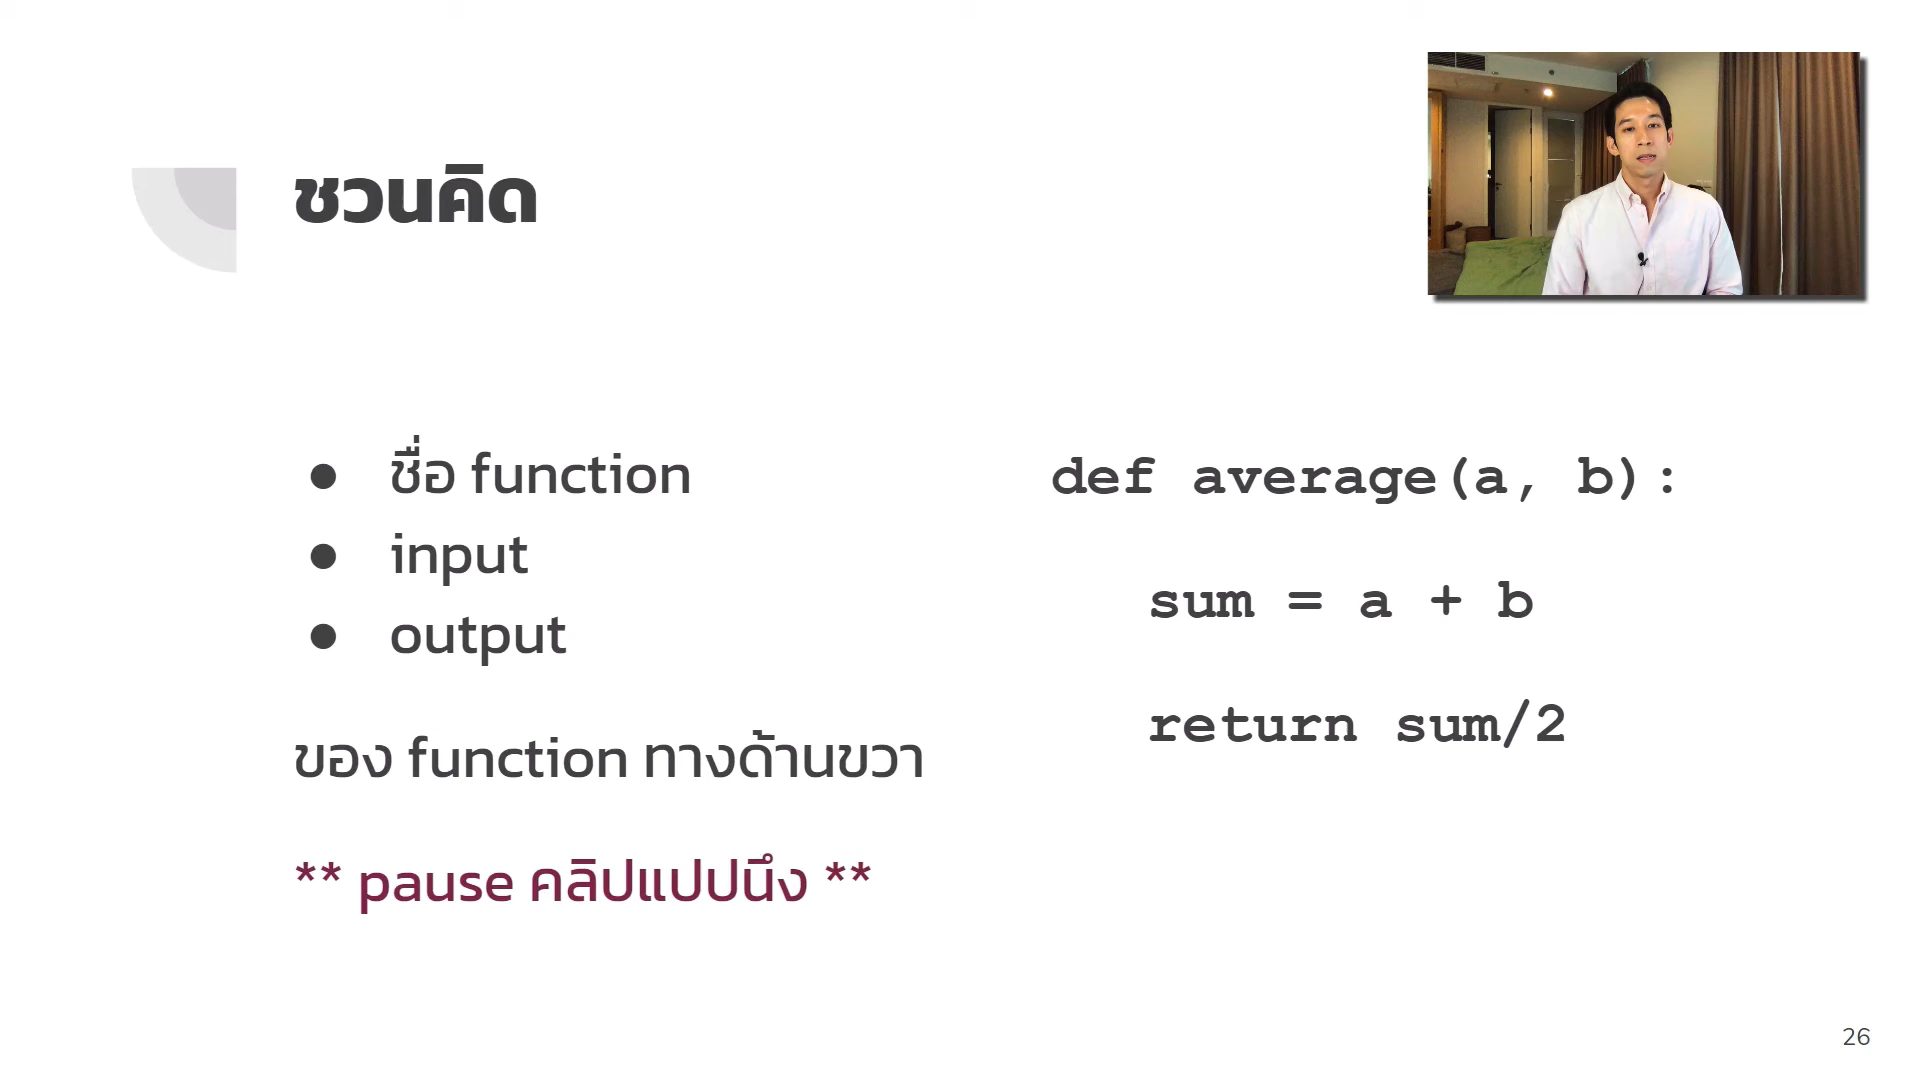 ชวนคิด
● ชื่อ function
● input
● output
ของ function ทางด้านขวา
** pause คลิปแปปนึง **
def average(a, b):
sum = a + b
return sum/2
26